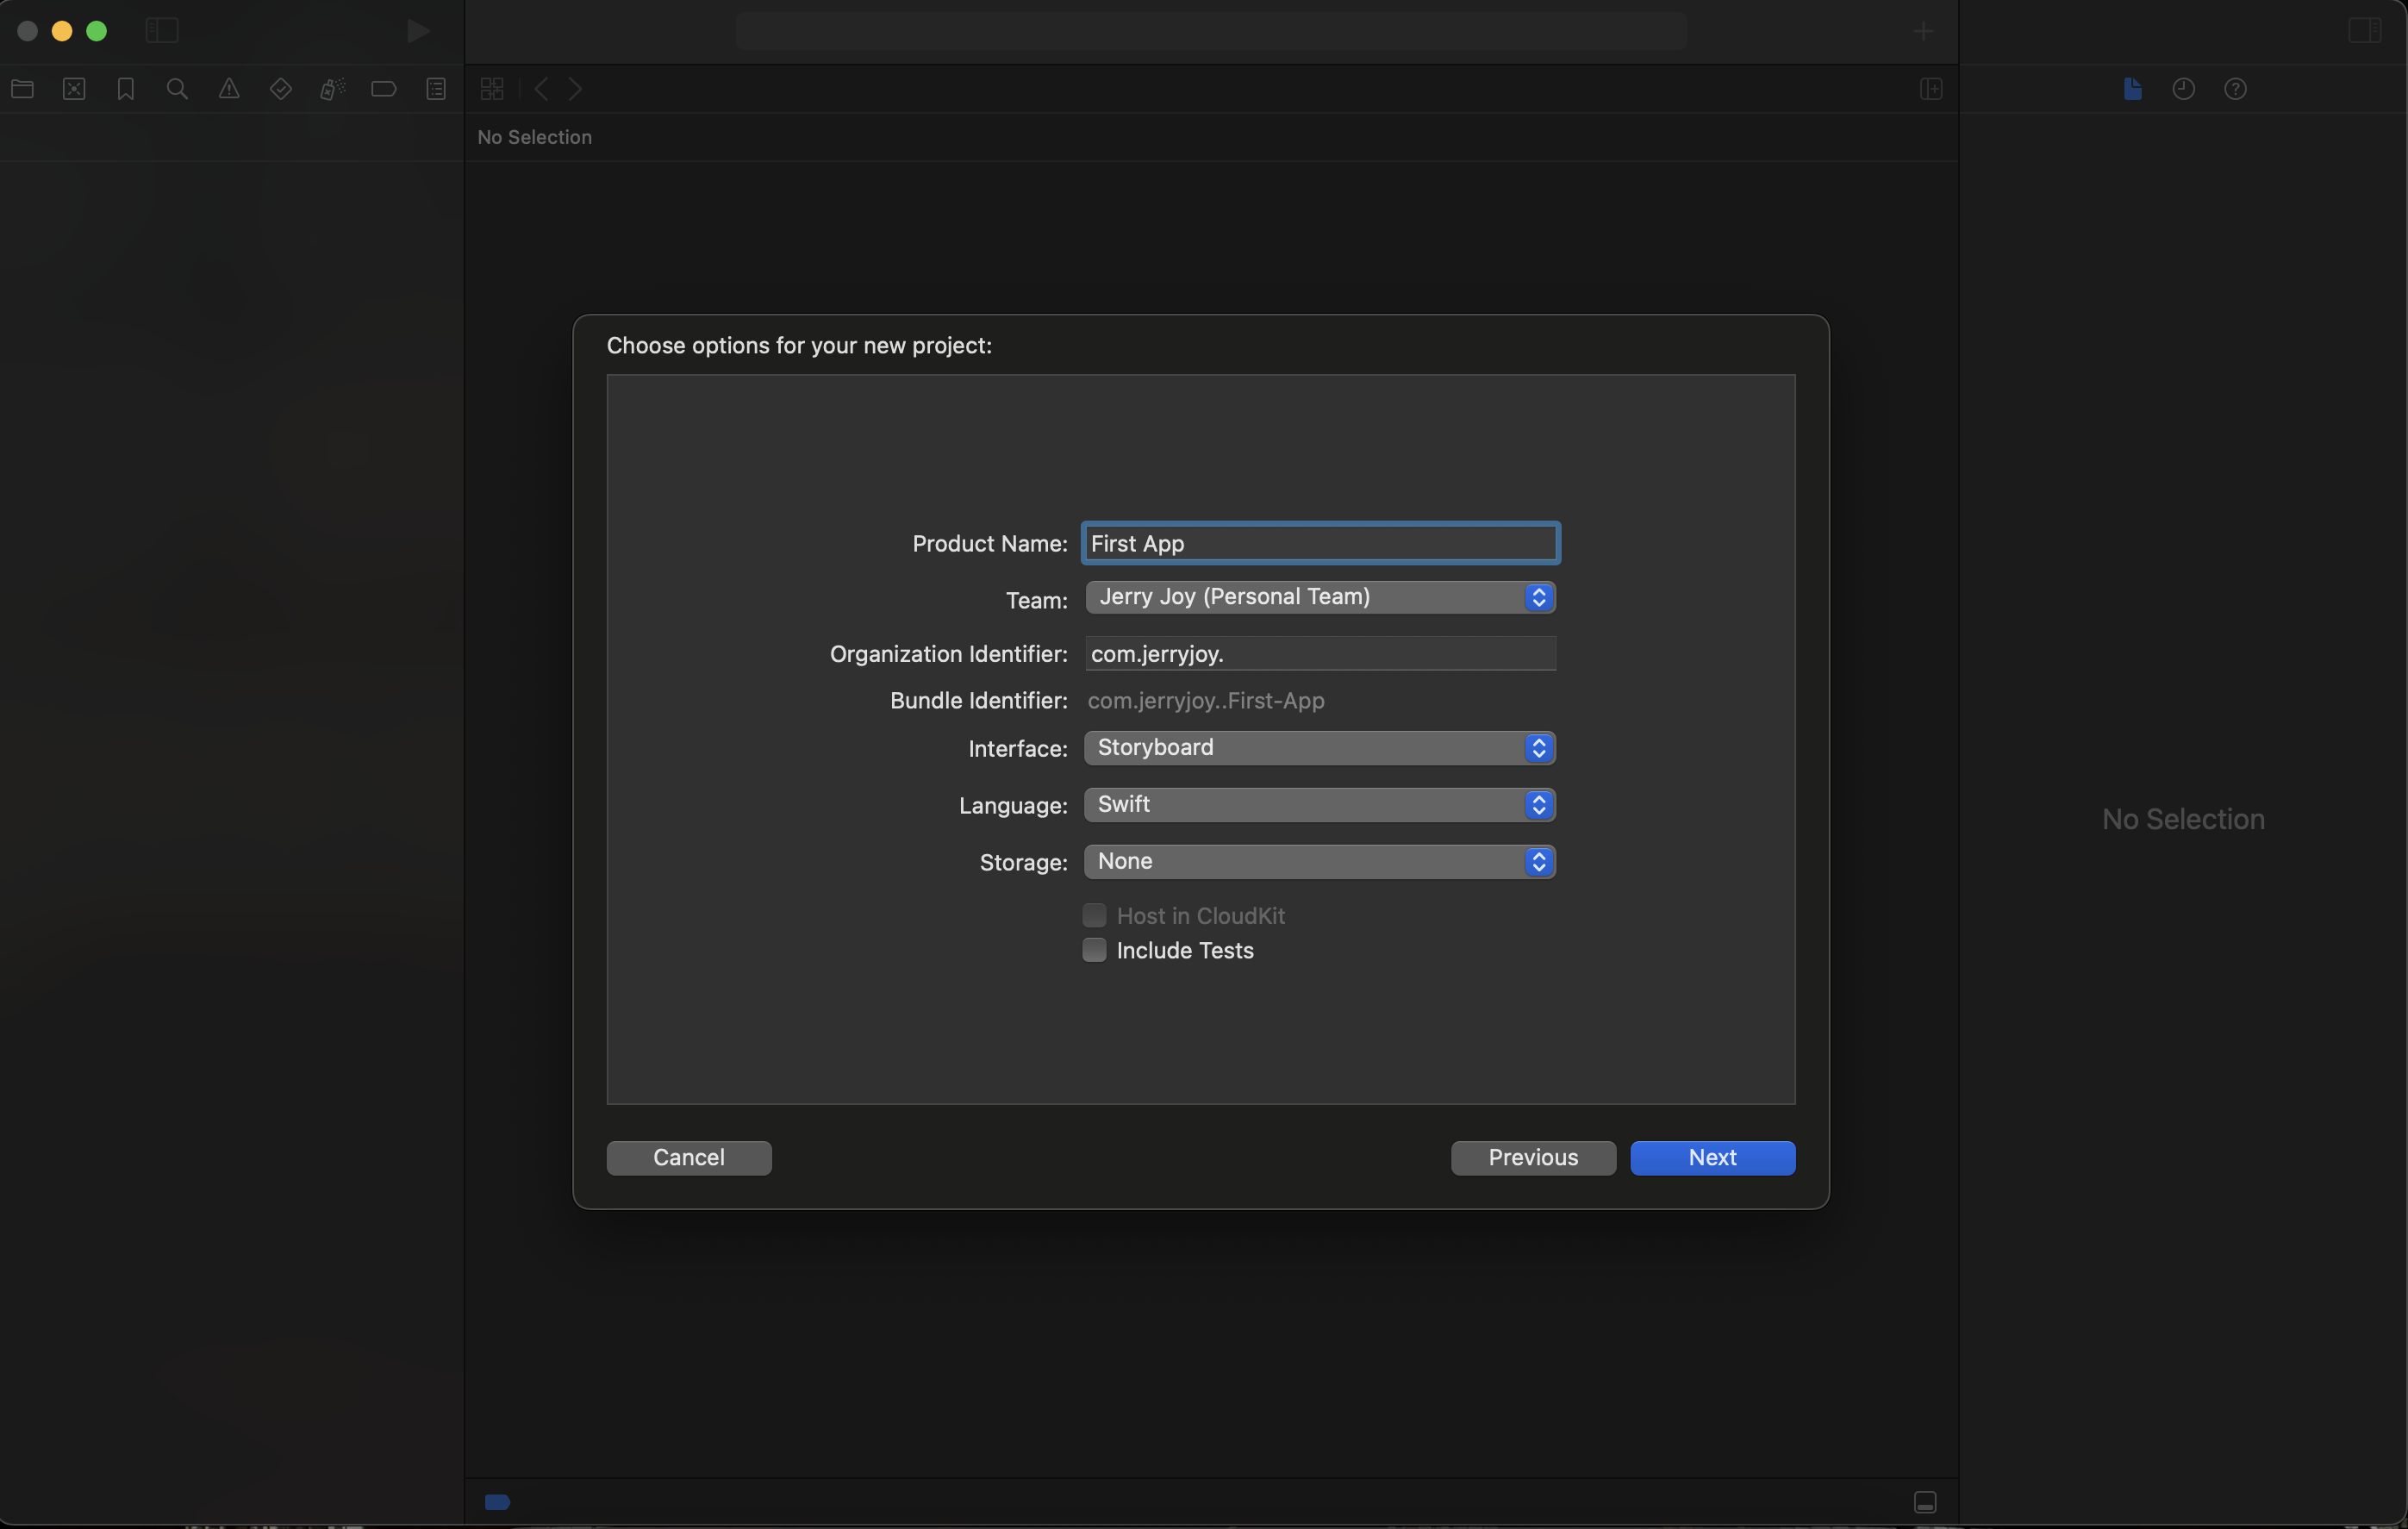 No Selection
Choose options for your new project:
Product Name: First App
Team: Jerry Joy (Personal Team)
Organization Identifier: com.jerryjoy.
Bundle Identifier: com.jerryjoy..First-App
Interface: Storyboard
Language: Swift
Storage: None
Host in CloudKit
Include Tests
No Selection
Cancel Previous Next